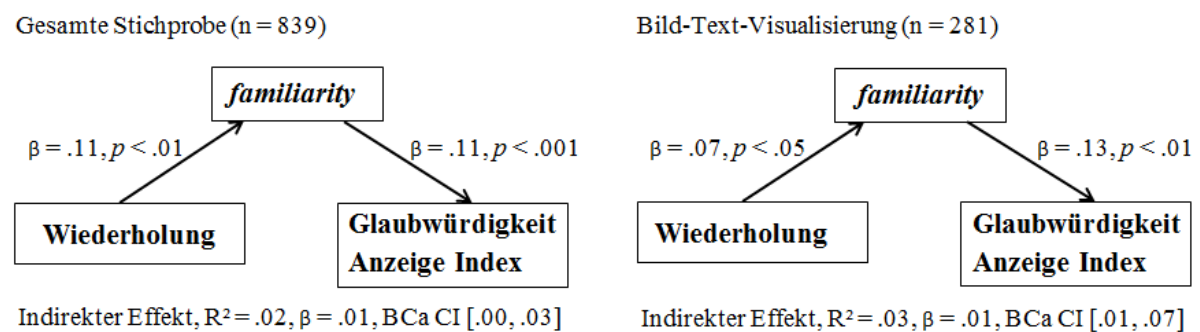 Gesamte Stichprobe (n = 839)
familiarity
β = .11, p < .01
β = .11, p < .001
Wiederholung
Glaubwürdigkeit
Anzeige Index
Indirekter Effekt, R² = .02, β = .01, BCa CI [.00, .03]
Bild-Text-Visualisierung (n = 281)
familiarity
β = .07, p < .05
β = .13, p < .01
Wiederholung
Glaubwürdigkeit
Anzeige Index
Indirekter Effekt, R² = .03, β = .01, BCa CI [.01, .07]